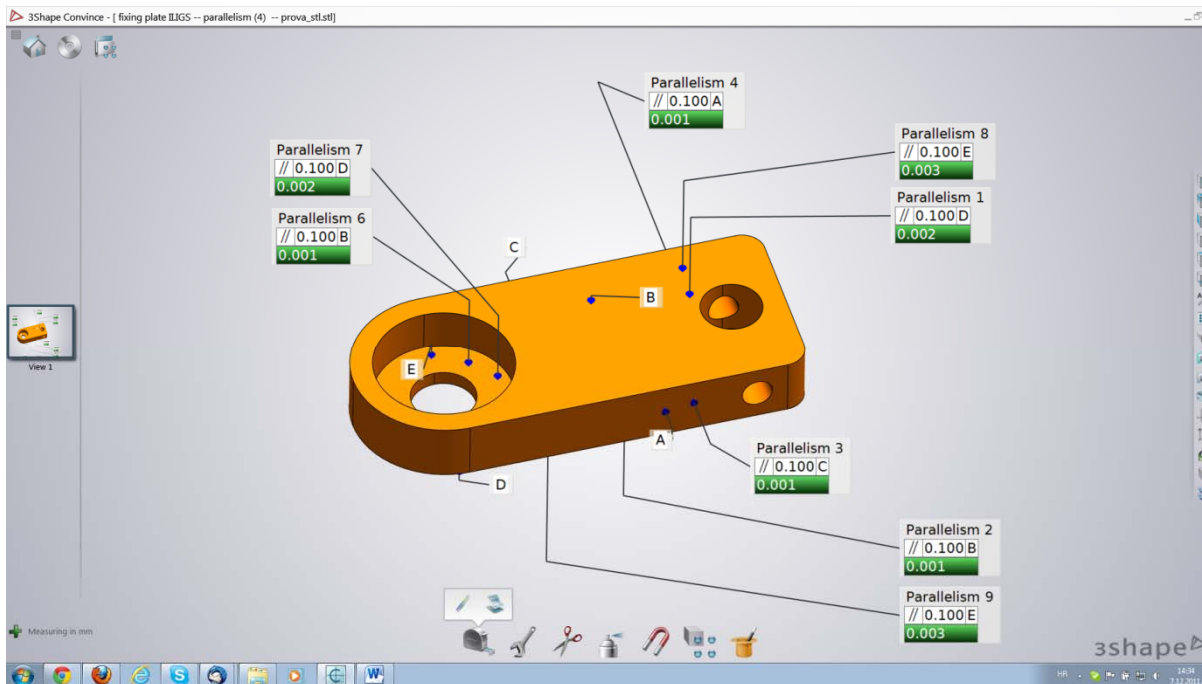 3Shape Convince - [ fixing plate ILIGS -- parallelism (4) -- prova_stl.stl]
Parallelism 4
// 0.100 A
0.001
Parallelism 8
// 0.100 E
0.003
Parallelism 7
// 0.100 D
0.002
Parallelism 1
// 0.100 D
0.002
Parallelism 6
// 0.100 B
0.001
C
B
E
A
D
View 1
Parallelism 3
// 0.100 C
0.001
Parallelism 2
// 0.100 B
0.001
Parallelism 9
// 0.100 E
0.003
Measuring in mm
3shape
HR
14:34
7.12.2011